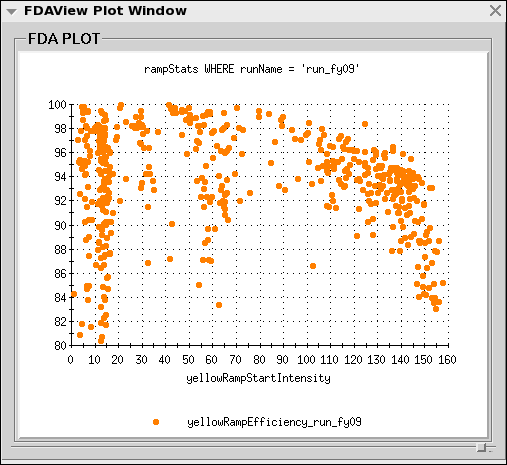 FDAView Plot Window
FDA PLOT
rampStats WHERE runName = 'run_fy09'
100
98
96
94
92
90
88
86
84
82
80
0 10 20 30 40 50 60 70 80 90 100 110 120 130 140 150 160
yellowRampStartIntensity
yellowRampEfficiency_run_fy09